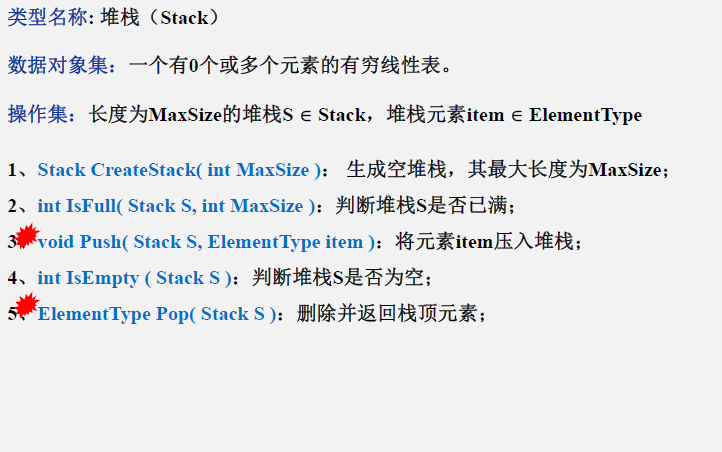 类型名称: 堆栈（Stack）
数据对象集：一个有0个或多个元素的有穷线性表。
操作集：长度为MaxSize的堆栈S ∈ Stack，堆栈元素item ∈ ElementType
1、Stack CreateStack( int MaxSize )： 生成空堆栈，其最大长度为MaxSize；
2、int IsFull( Stack S, int MaxSize )：判断堆栈S是否已满；
3、void Push( Stack S, ElementType item )：将元素item压入堆栈；
4、int IsEmpty ( Stack S )：判断堆栈S是否为空；
5、ElementType Pop( Stack S )：删除并返回栈顶元素；